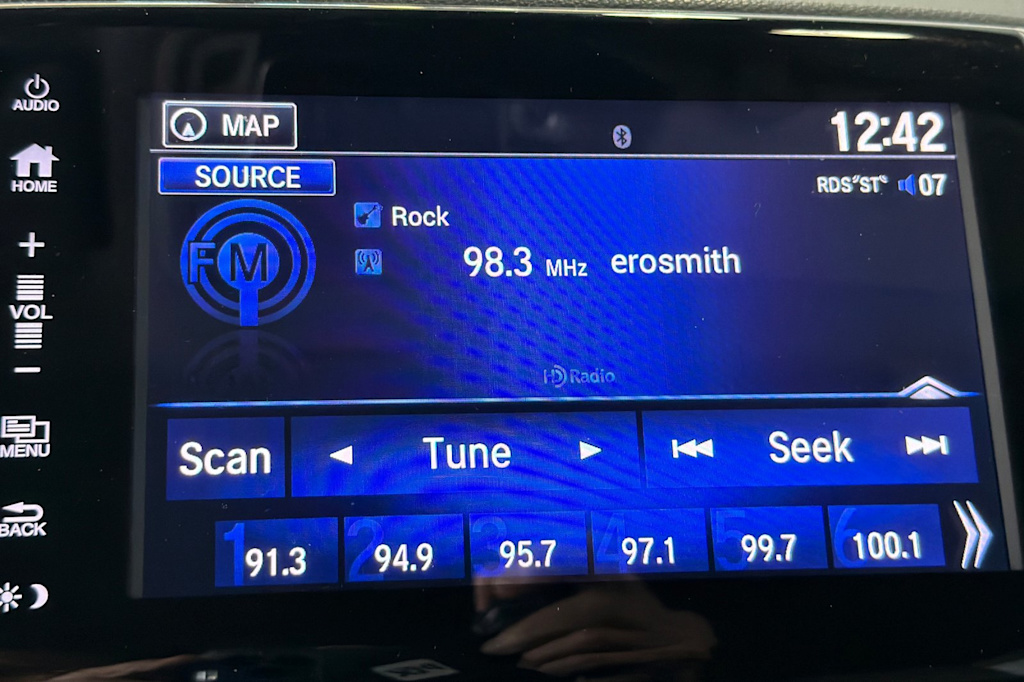 AUDIO
HOME
+
VOL
−
MENU
BACK
MAP
12:42
SOURCE
RDS ST 07
FM
Rock
98.3 MHz erosmith
HD Radio
Scan
Tune
Seek
1 91.3
2 94.9
3 95.7
4 97.1
5 99.7
6 100.1